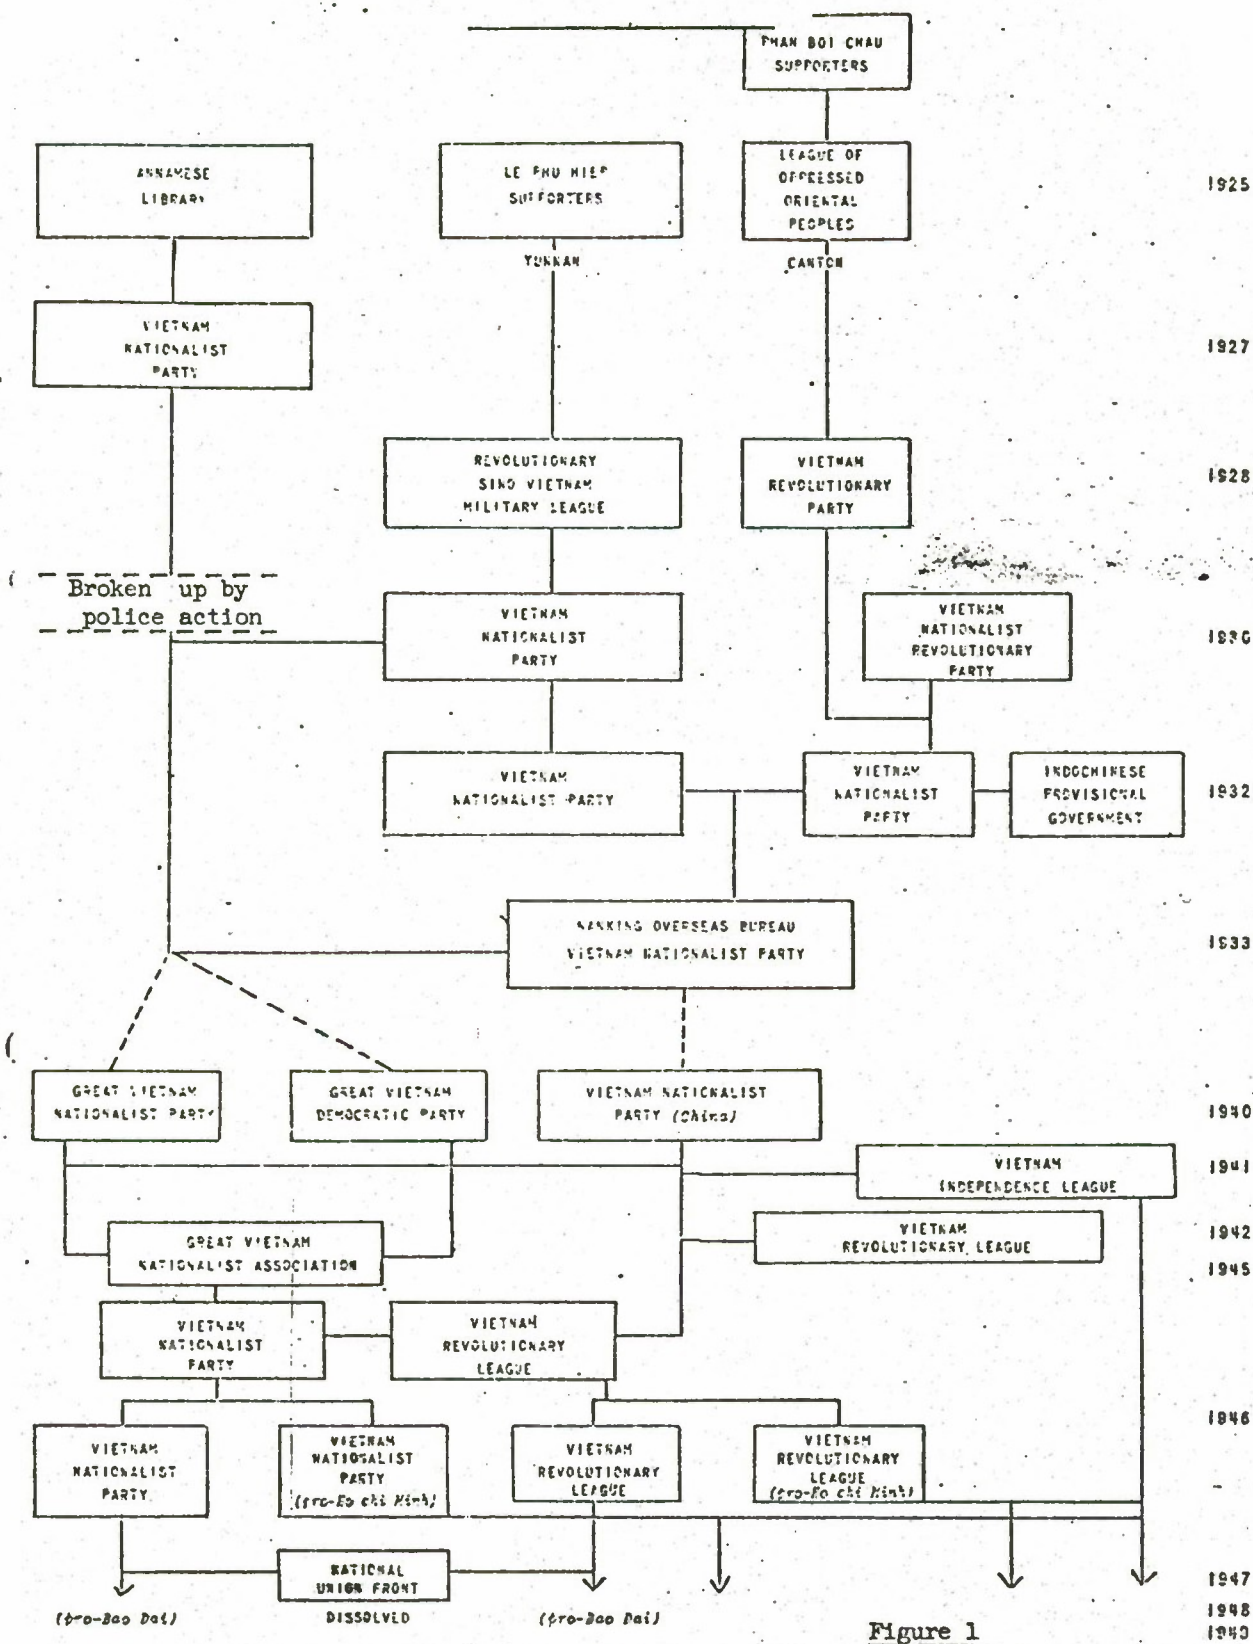 PHAN BOI CHAU
SUPPORTERS
ANNAMESE
LIBRARY
LE PHU HIEP
SUPPORTERS
LEAGUE OF
OPPRESSED
ORIENTAL
PEOPLES
1925
YUNNAN
CANTON
VIETNAM
NATIONALIST
PARTY
1927
REVOLUTIONARY
SINO VIETNAM
MILITARY LEAGUE
VIETNAM
REVOLUTIONARY
PARTY
1928
Broken up by
police action
VIETNAM
NATIONALIST
PARTY
VIETNAM
NATIONALIST
REVOLUTIONARY
PARTY
1930
VIETNAM
NATIONALIST PARTY
VIETNAM
NATIONALIST
PARTY
INDOCHINESE
PROVISIONAL
GOVERNMENT
1932
NANKING OVERSEAS BUREAU
VIETNAM NATIONALIST PARTY
1933
GREAT VIETNAM
NATIONALIST PARTY
GREAT VIETNAM
DEMOCRATIC PARTY
VIETNAM NATIONALIST
PARTY (China)
1940
VIETNAM
INDEPENDENCE LEAGUE
1941
GREAT VIETNAM
NATIONALIST ASSOCIATION
VIETNAM
REVOLUTIONARY LEAGUE
1942
1945
VIETNAM
NATIONALIST
PARTY
VIETNAM
REVOLUTIONARY
LEAGUE
VIETNAM
NATIONALIST
PARTY
VIETNAM
NATIONALIST
PARTY
(pro-Ho chi Minh)
VIETNAM
REVOLUTIONARY
LEAGUE
VIETNAM
REVOLUTIONARY
LEAGUE
(pro-Ho chi Minh)
1946
NATIONAL
UNION FRONT
1947
(pro-Bao Dai)
DISSOLVED
(pro-Bao Dai)
1948
Figure 1
1949